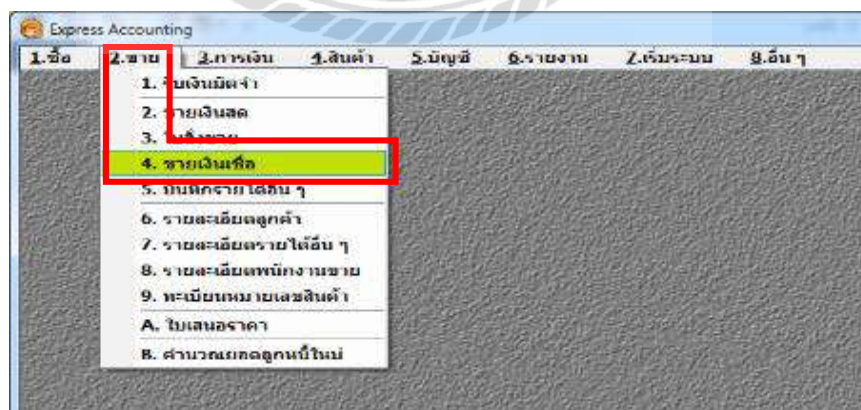 Express Accounting
1.ซื้อ 2.ขาย 3.การเงิน 4.สินค้า 5.บัญชี 6.รายงาน 7.เริ่มระบบ 8.อื่น ๆ
1. รับเงินมัดจำ
2. ขายเงินสด
3. ใบสั่งขาย
4. ขายเงินเชื่อ
5. บันทึกรายได้อื่น ๆ
6. รายละเอียดลูกค้า
7. รายละเอียดรายได้อื่น ๆ
8. รายละเอียดพนักงานขาย
9. ทะเบียนหมายเลขสินค้า
A. ใบเสนอราคา
B. คำนวณยอดลูกหนี้ใหม่